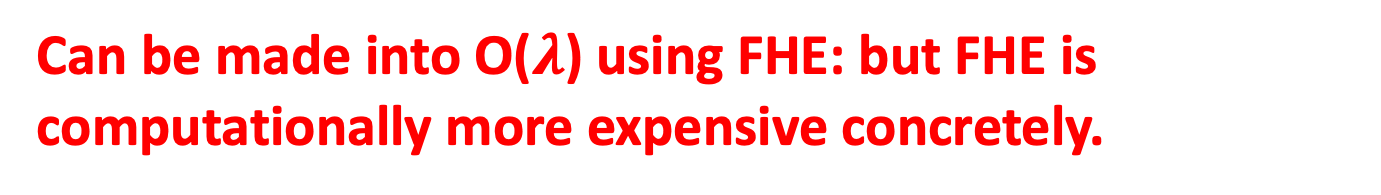 Can be made into O(𝜆) using FHE: but FHE is
computationally more expensive concretely.